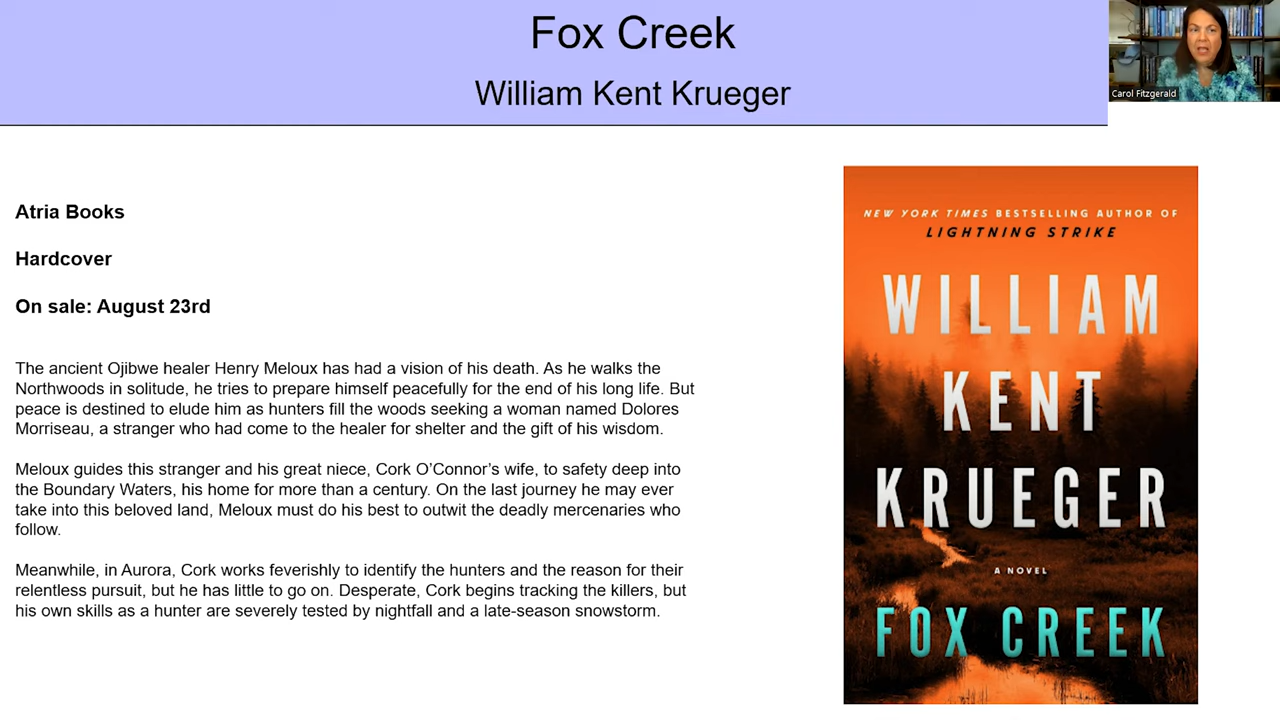 Fox Creek
William Kent Krueger
Carol Fitzgerald
Atria Books
Hardcover
On sale: August 23rd
The ancient Ojibwe healer Henry Meloux has had a vision of his death. As he walks the
Northwoods in solitude, he tries to prepare himself peacefully for the end of his long life. But
peace is destined to elude him as hunters fill the woods seeking a woman named Dolores
Morriseau, a stranger who had come to the healer for shelter and the gift of his wisdom.
Meloux guides this stranger and his great niece, Cork O’Connor’s wife, to safety deep into
the Boundary Waters, his home for more than a century. On the last journey he may ever
take into this beloved land, Meloux must do his best to outwit the deadly mercenaries who
follow.
Meanwhile, in Aurora, Cork works feverishly to identify the hunters and the reason for their
relentless pursuit, but he has little to go on. Desperate, Cork begins tracking the killers, but
his own skills as a hunter are severely tested by nightfall and a late-season snowstorm.
NEW YORK TIMES BESTSELLING AUTHOR OF
LIGHTNING STRIKE
WILLIAM
KENT
KRUEGER
A NOVEL
FOX CREEK